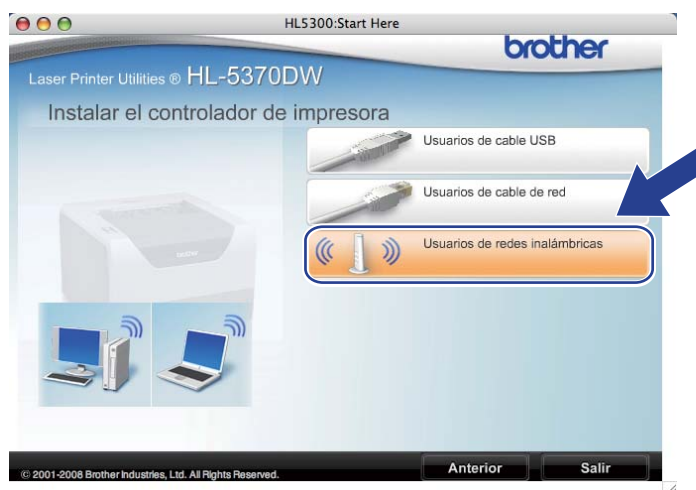 HL5300:Start Here
brother
Laser Printer Utilities ® HL-5370DW
Instalar el controlador de impresora
Usuarios de cable USB
Usuarios de cable de red
Usuarios de redes inalámbricas
brother
© 2001-2008 Brother Industries, Ltd. All Rights Reserved.
Anterior
Salir